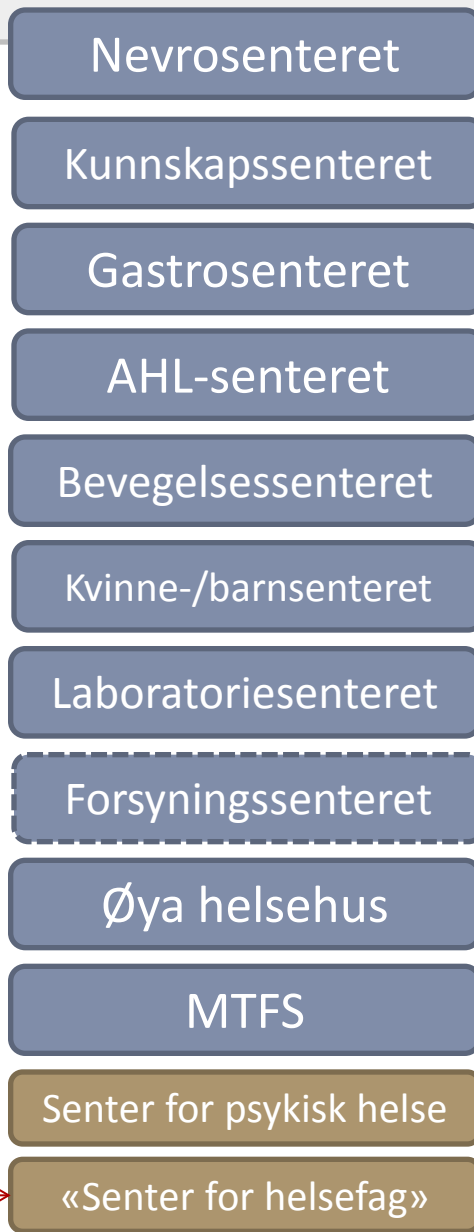 Nevrosenteret
Kunnskapssenteret
Gastrosenteret
AHL-senteret
Bevegelsessenteret
Kvinne-/barnsenteret
Laboratoriesenteret
Forsyningssenteret
Øya helsehus
MTFS
Senter for psykisk helse
«Senter for helsefag»